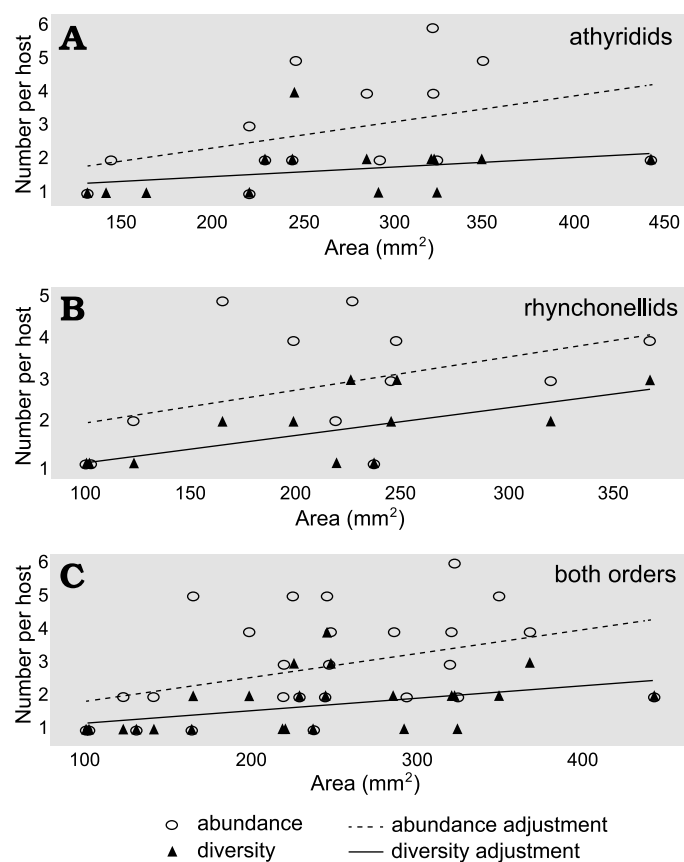 A
athyridids
Number per host
6
5
4
3
2
1
150 200 250 300 350 400 450
Area (mm²)
B
rhynchonellids
Number per host
5
4
3
2
1
100 150 200 250 300 350
Area (mm²)
C
both orders
Number per host
6
5
4
3
2
1
100 200 300 400
Area (mm²)
abundance abundance adjustment
diversity diversity adjustment